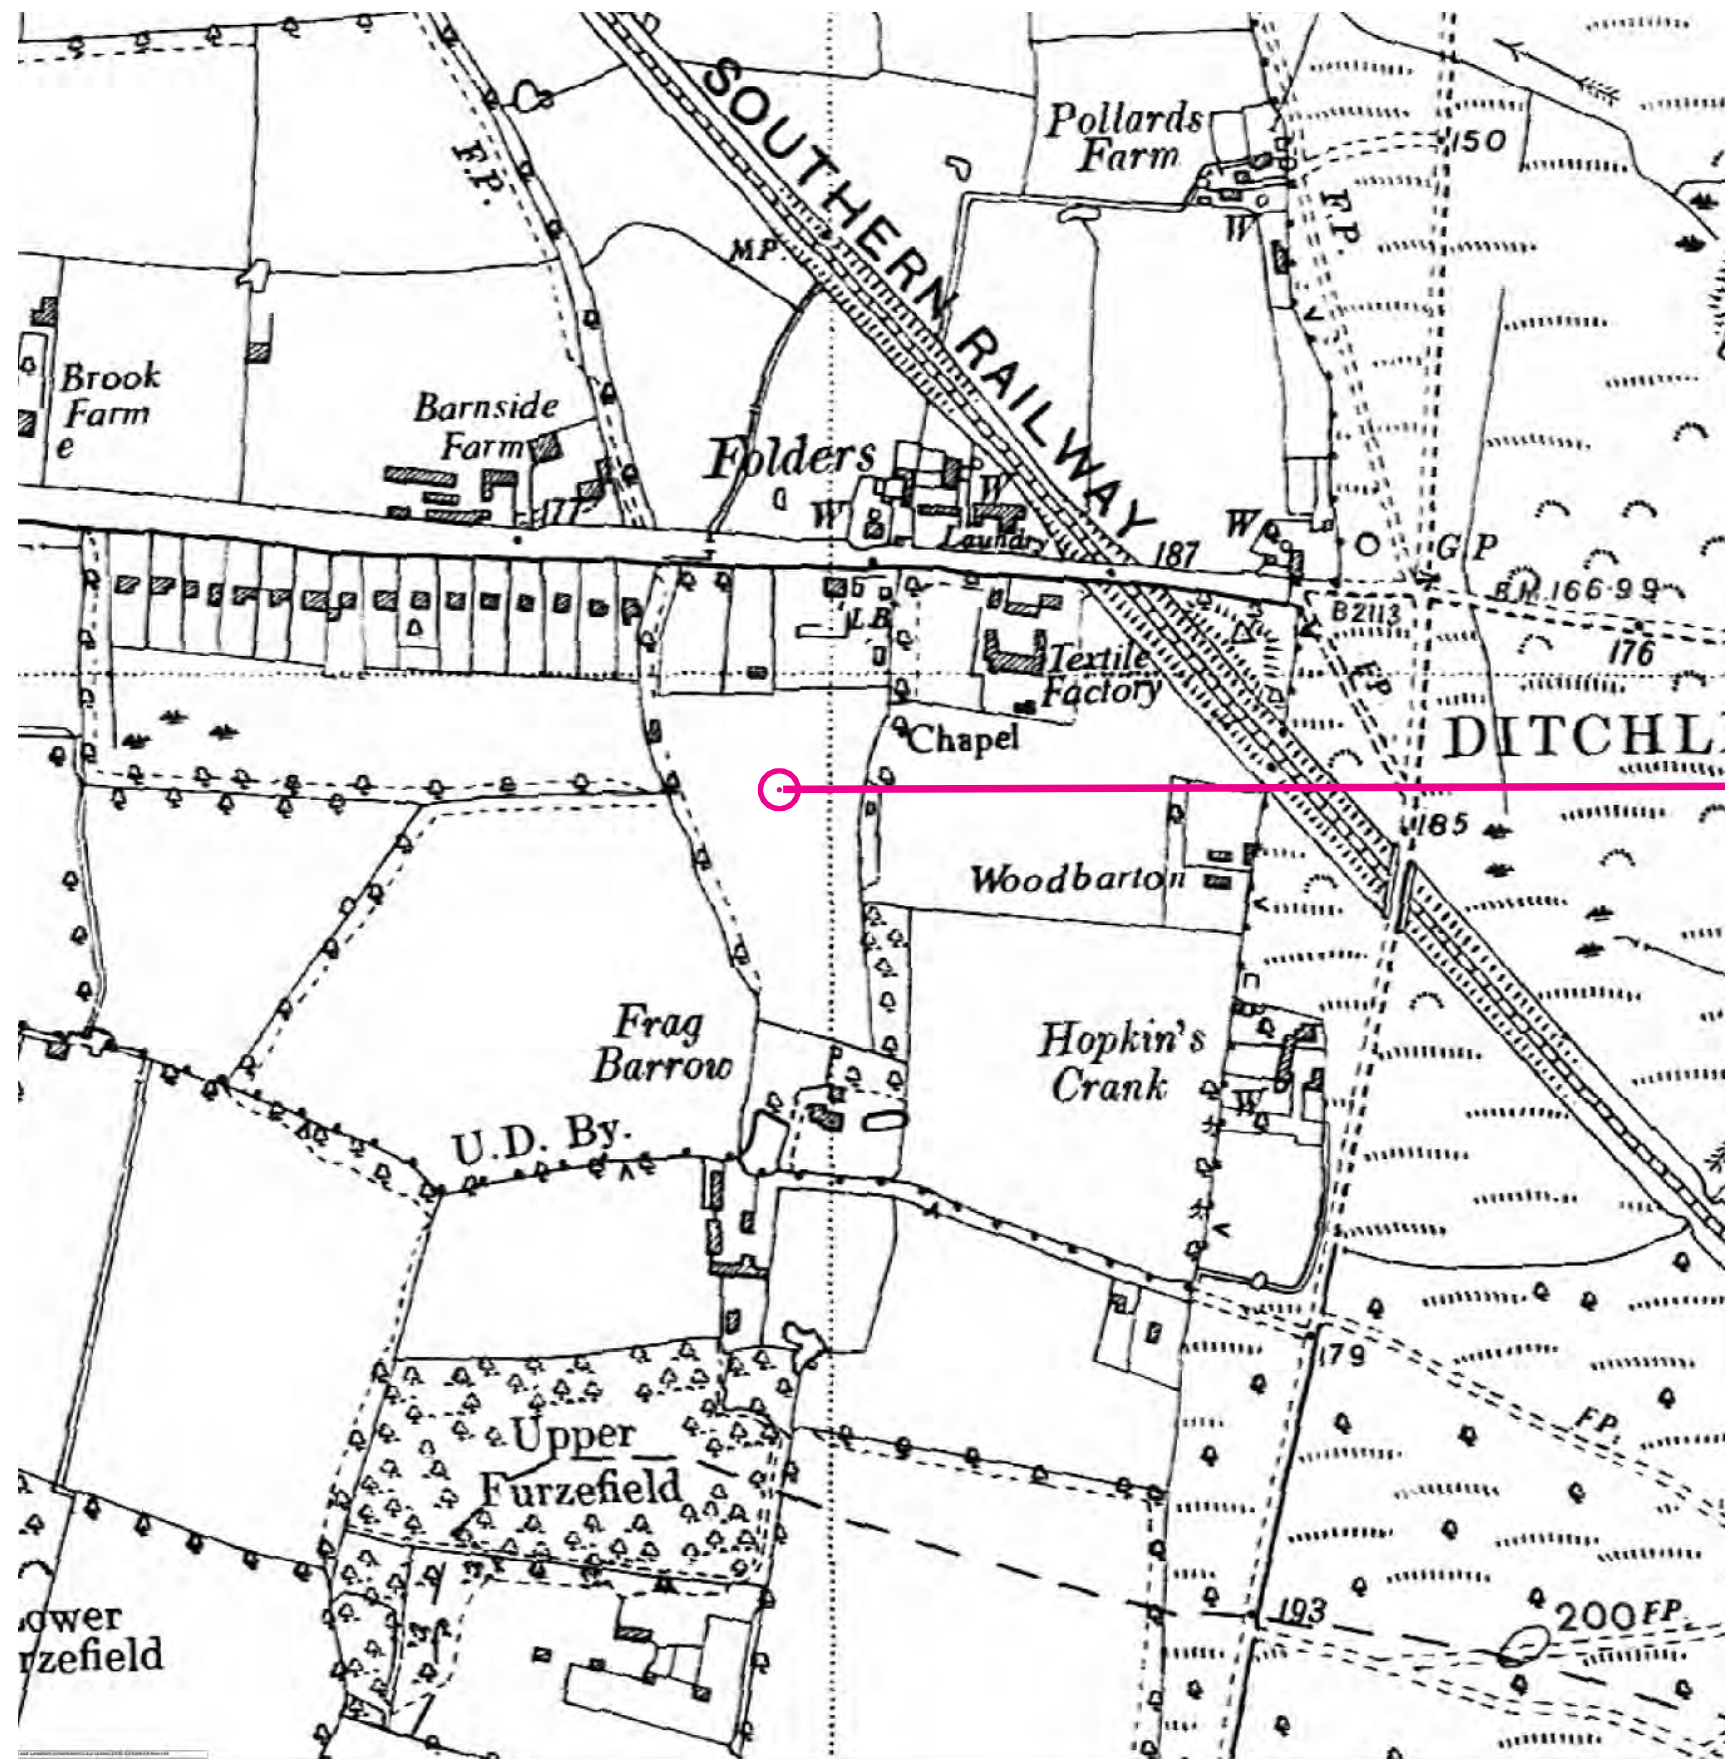 SOUTHERN RAILWAY
F.P.
Pollards
Farm
150
F.P.
W
M.P.
Brook
Farm
e
Barnside
Farm
177
Folders
W
W
Laundry
187
W
G P
B.M. 166·99
B2113
176
L B
Textile
Factory
F.P.
Chapel
DITCHL
185
Woodbarton
Frag
Barrow
Hopkin's
Crank
W
U.D. By.
179
F.P.
Upper
Furzefield
193
200
F.P.
ower
rzefield